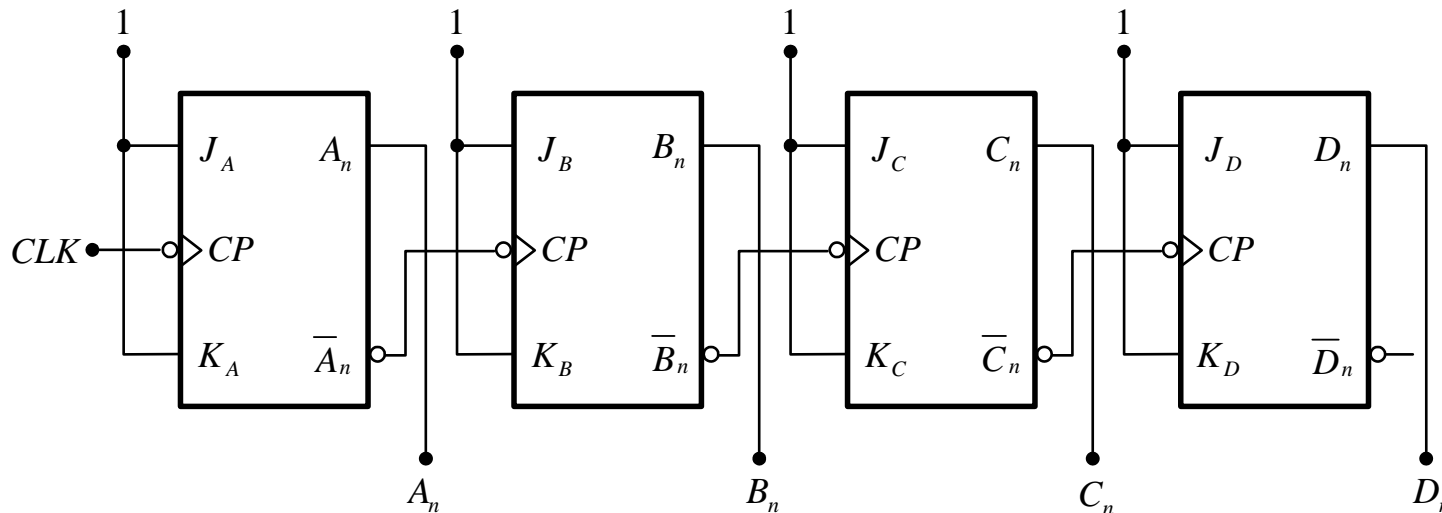 1 1 1 1
J_A A_n J_B B_n J_C C_n J_D D_n
CLK CP CP CP CP
K_A \overline{A}_n K_B \overline{B}_n K_C \overline{C}_n K_D \overline{D}_n
A_n B_n C_n D_n